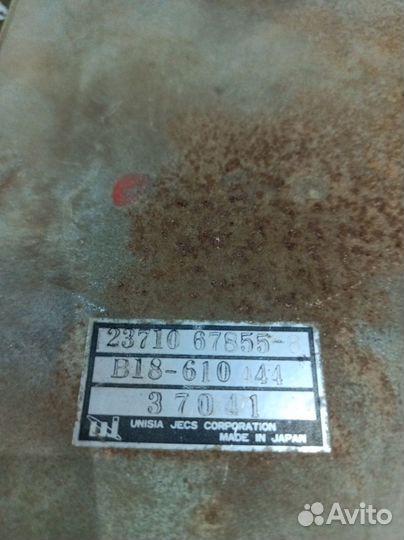 23710 67855-
B18-610 44
37041
UNISIA JECS CORPORATION
MADE IN JAPAN
Avito